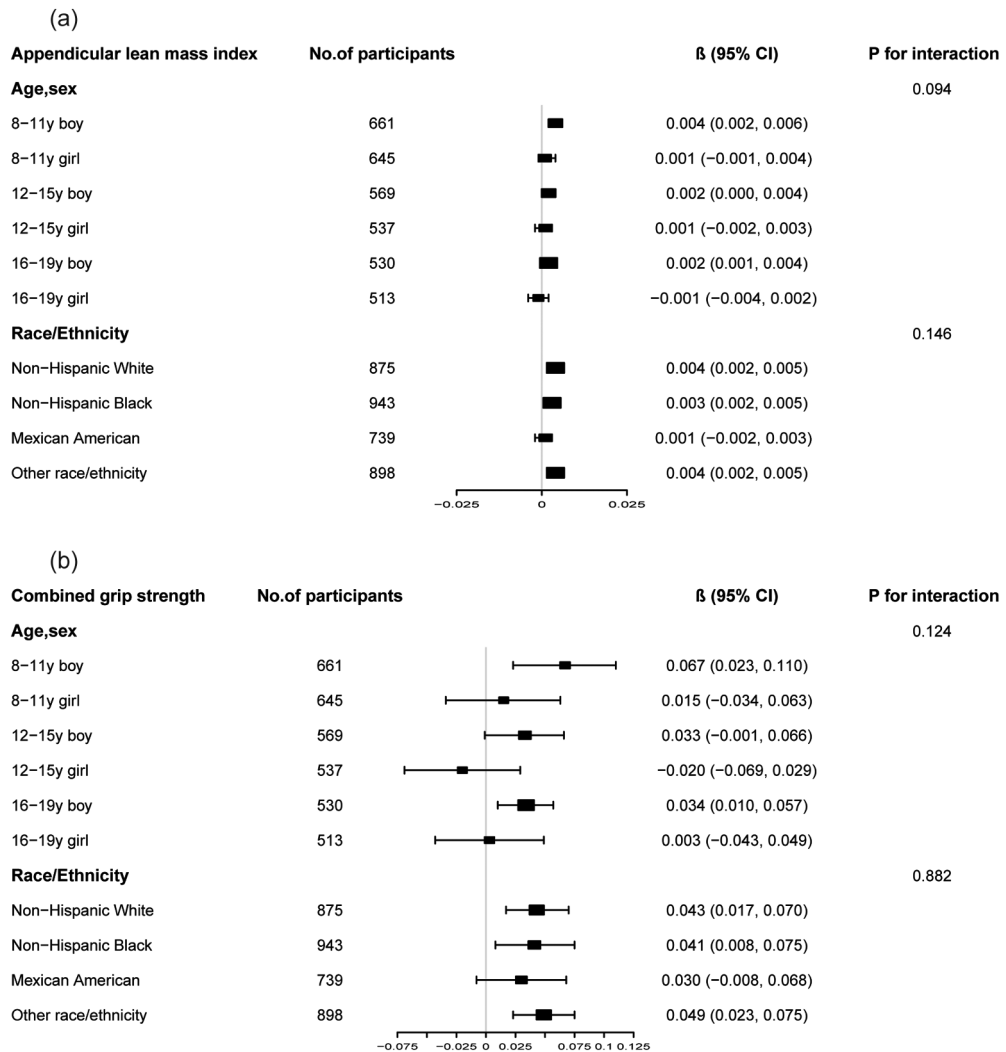 (a)
Appendicular lean mass index No.of participants ß (95% CI) P for interaction
Age,sex 0.094
8−11y boy 661 0.004 (0.002, 0.006)
8−11y girl 645 0.001 (−0.001, 0.004)
12−15y boy 569 0.002 (0.000, 0.004)
12−15y girl 537 0.001 (−0.002, 0.003)
16−19y boy 530 0.002 (0.001, 0.004)
16−19y girl 513 −0.001 (−0.004, 0.002)
Race/Ethnicity 0.146
Non−Hispanic White 875 0.004 (0.002, 0.005)
Non−Hispanic Black 943 0.003 (0.002, 0.005)
Mexican American 739 0.001 (−0.002, 0.003)
Other race/ethnicity 898 0.004 (0.002, 0.005)
−0.025 0 0.025
(b)
Combined grip strength No.of participants ß (95% CI) P for interaction
Age,sex 0.124
8−11y boy 661 0.067 (0.023, 0.110)
8−11y girl 645 0.015 (−0.034, 0.063)
12−15y boy 569 0.033 (−0.001, 0.066)
12−15y girl 537 −0.020 (−0.069, 0.029)
16−19y boy 530 0.034 (0.010, 0.057)
16−19y girl 513 0.003 (−0.043, 0.049)
Race/Ethnicity 0.882
Non−Hispanic White 875 0.043 (0.017, 0.070)
Non−Hispanic Black 943 0.041 (0.008, 0.075)
Mexican American 739 0.030 (−0.008, 0.068)
Other race/ethnicity 898 0.049 (0.023, 0.075)
−0.075 −0.025 0 0.025 0.075 0.1 0.125